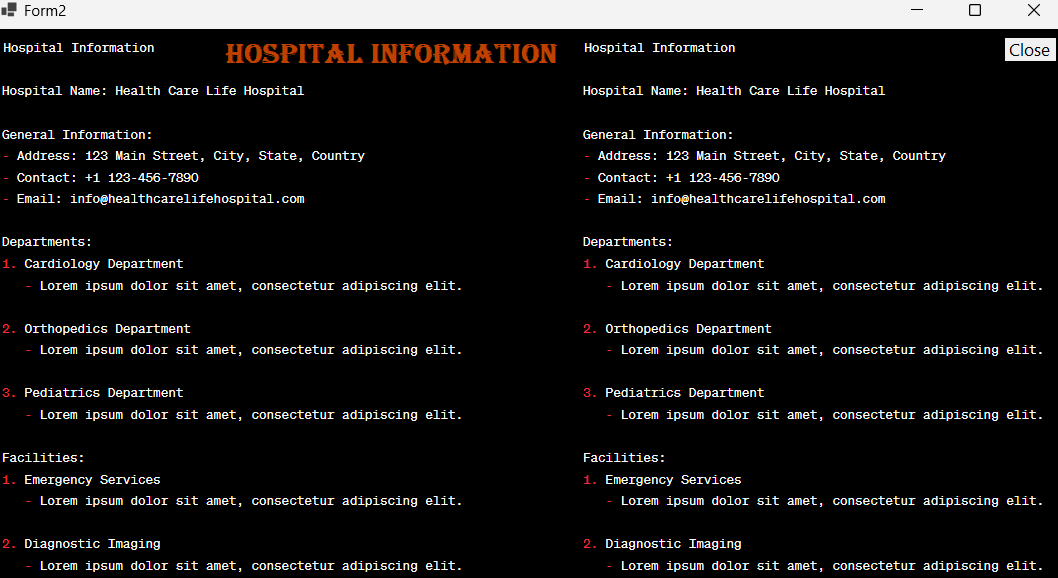 Form2
HOSPITAL INFORMATION
Close
Hospital Information
Hospital Name: Health Care Life Hospital
General Information:
- Address: 123 Main Street, City, State, Country
- Contact: +1 123-456-7890
- Email: info@healthcarelifehospital.com
Departments:
1. Cardiology Department
- Lorem ipsum dolor sit amet, consectetur adipiscing elit.
2. Orthopedics Department
- Lorem ipsum dolor sit amet, consectetur adipiscing elit.
3. Pediatrics Department
- Lorem ipsum dolor sit amet, consectetur adipiscing elit.
Facilities:
1. Emergency Services
- Lorem ipsum dolor sit amet, consectetur adipiscing elit.
2. Diagnostic Imaging
- Lorem ipsum dolor sit amet, consectetur adipiscing elit.
Hospital Information
Hospital Name: Health Care Life Hospital
General Information:
- Address: 123 Main Street, City, State, Country
- Contact: +1 123-456-7890
- Email: info@healthcarelifehospital.com
Departments:
1. Cardiology Department
- Lorem ipsum dolor sit amet, consectetur adipiscing elit.
2. Orthopedics Department
- Lorem ipsum dolor sit amet, consectetur adipiscing elit.
3. Pediatrics Department
- Lorem ipsum dolor sit amet, consectetur adipiscing elit.
Facilities:
1. Emergency Services
- Lorem ipsum dolor sit amet, consectetur adipiscing elit.
2. Diagnostic Imaging
- Lorem ipsum dolor sit amet, consectetur adipiscing elit.